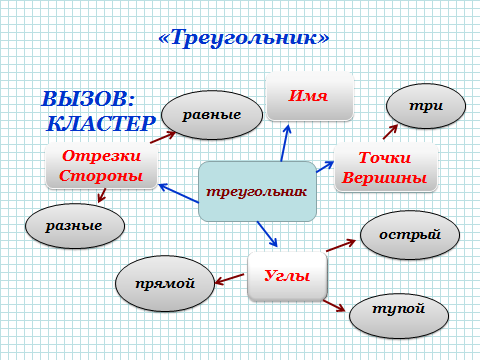 «Треугольник»
ВЫЗОВ:
КЛАСТЕР
равные
Имя
три
Отрезки
Стороны
треугольник
Точки
Вершины
разные
острый
прямой
Углы
тупой